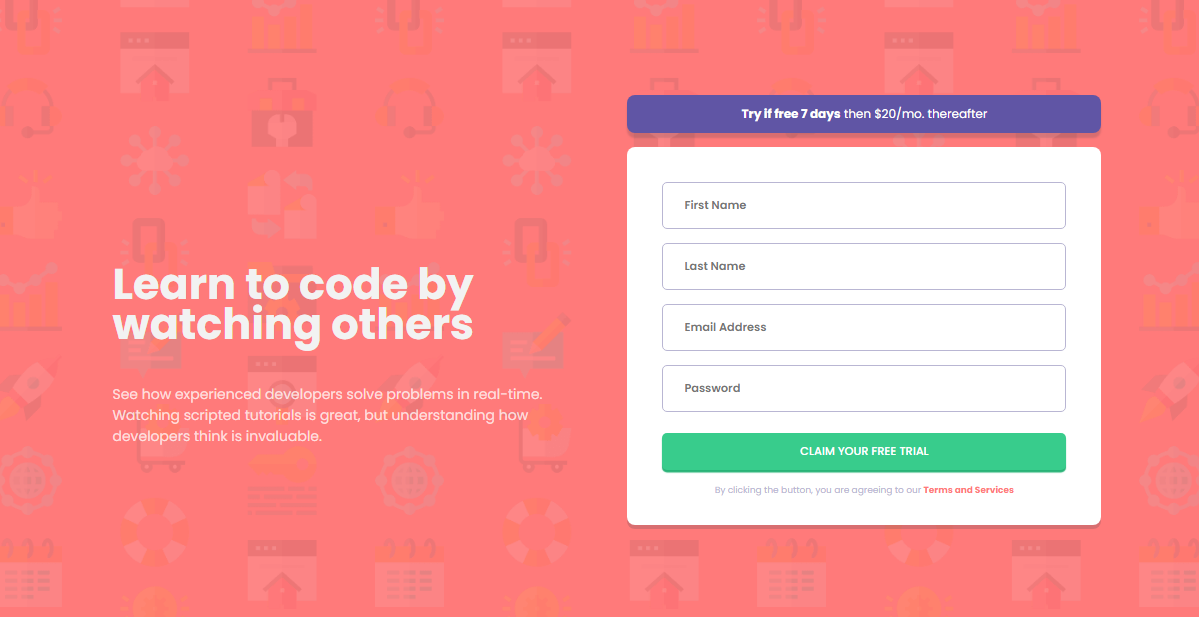 Learn to code by
watching others
See how experienced developers solve problems in real-time.
Watching scripted tutorials is great, but understanding how
developers think is invaluable.
Try if free 7 days then $20/mo. thereafter
First Name
Last Name
Email Address
Password
CLAIM YOUR FREE TRIAL
By clicking the button, you are agreeing to our Terms and Services